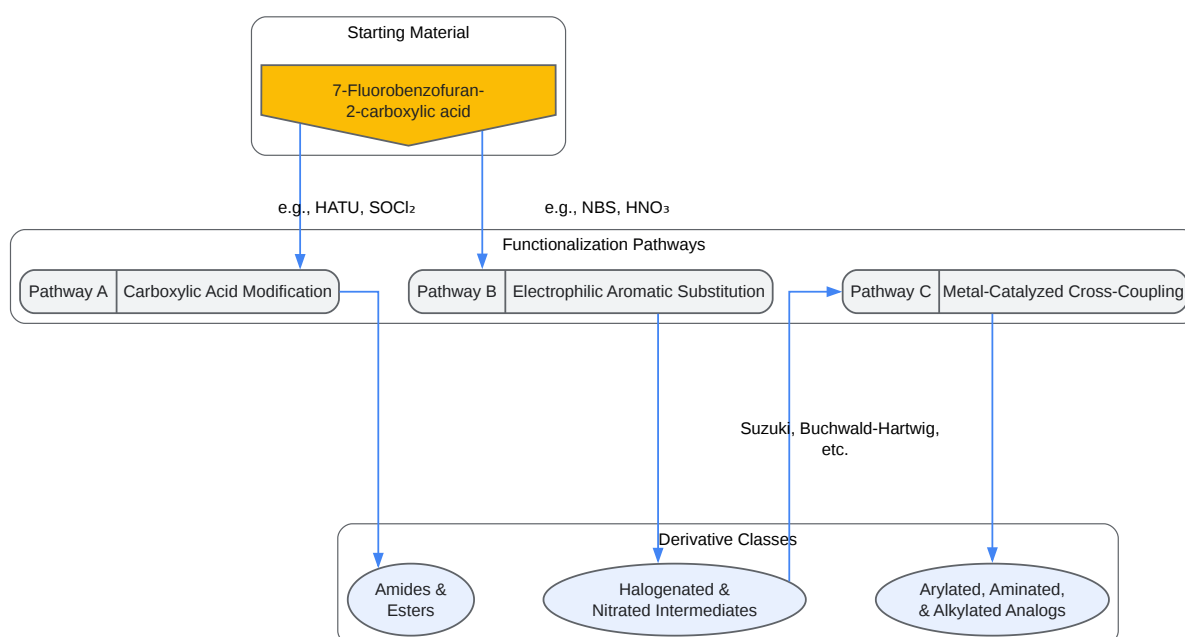 Starting Material
7-Fluorobenzofuran-
2-carboxylic acid
e.g., HATU, SOCl₂
e.g., NBS, HNO₃
Functionalization Pathways
Pathway A
Carboxylic Acid Modification
Pathway B
Electrophilic Aromatic Substitution
Pathway C
Metal-Catalyzed Cross-Coupling
Suzuki, Buchwald-Hartwig,
etc.
Derivative Classes
Amides &
Esters
Halogenated &
Nitrated Intermediates
Arylated, Aminated,
& Alkylated Analogs